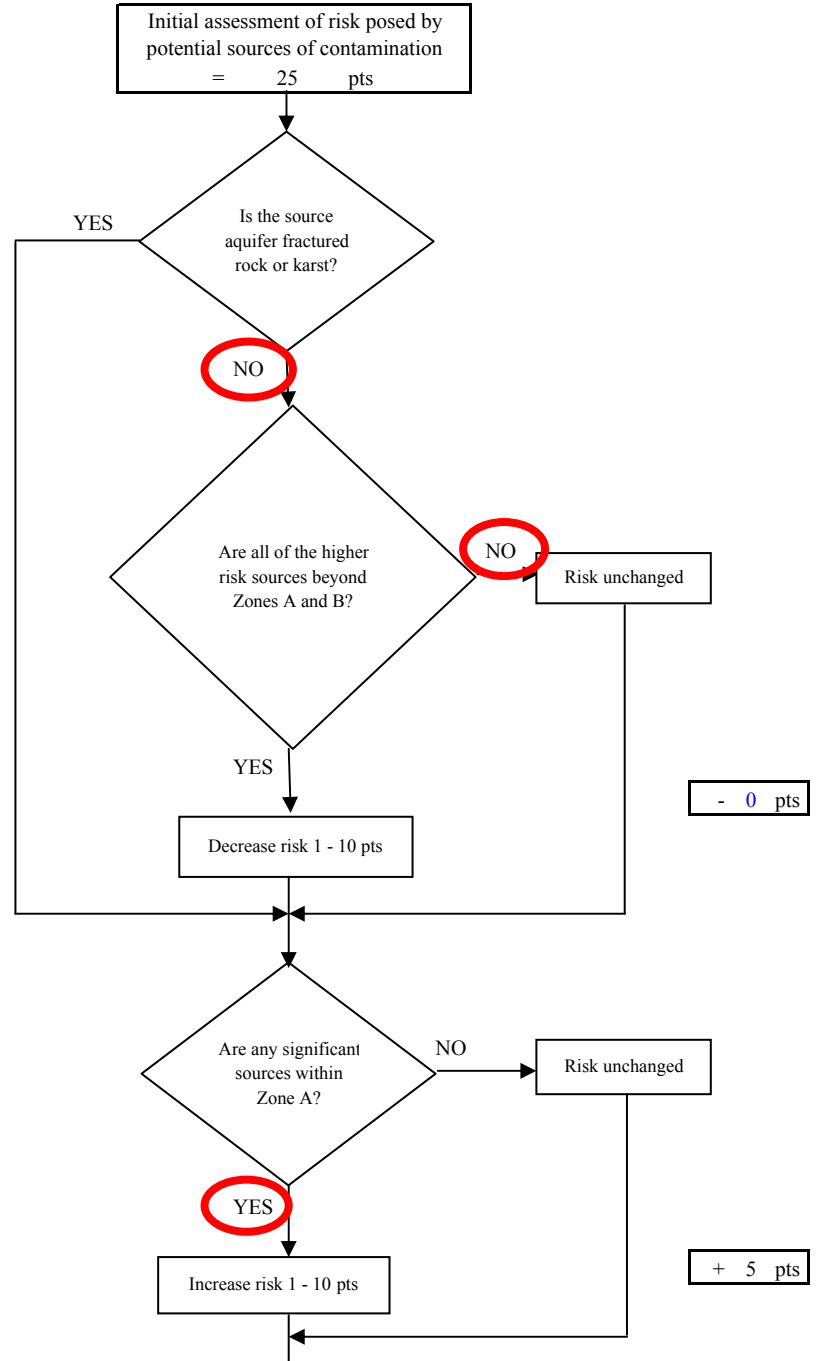 Initial assessment of risk posed by
potential sources of contamination
= 25 pts
YES
Is the source
aquifer fractured
rock or karst?
NO
Are all of the higher
risk sources beyond
Zones A and B?
NO
Risk unchanged
YES
- 0 pts
Decrease risk 1 - 10 pts
Are any significant
sources within
Zone A?
NO
Risk unchanged
YES
+ 5 pts
Increase risk 1 - 10 pts